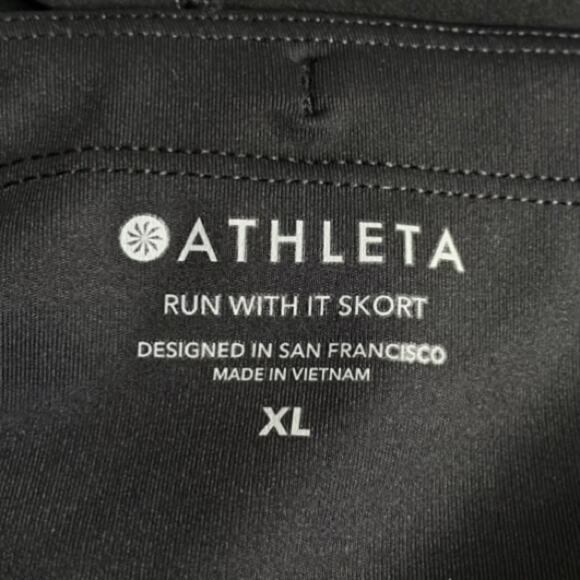 ATHLETA
RUN WITH IT SKORT
DESIGNED IN SAN FRANCISCO
MADE IN VIETNAM
XL